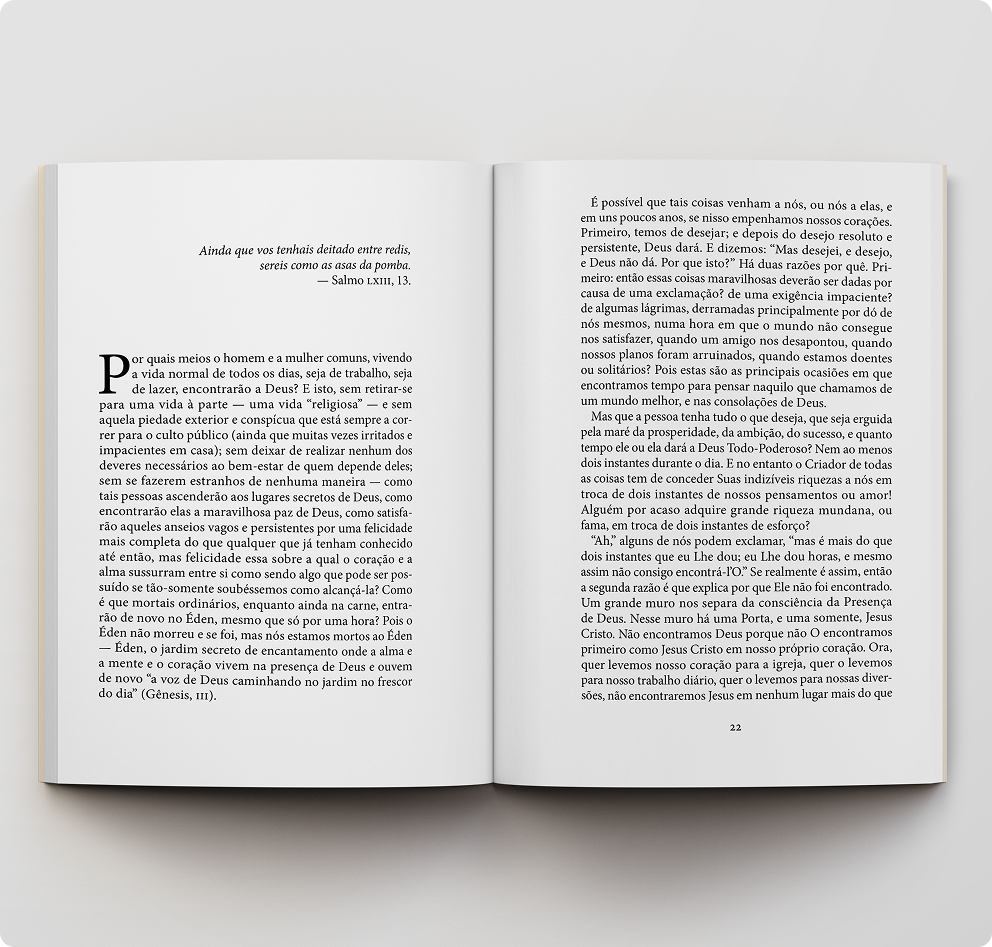 Ainda que vos tenhais deitado entre redis,
sereis como as asas da pomba.
— Salmo LXIII, 13.
Por quais meios o homem e a mulher comuns, vivendo
a vida normal de todos os dias, seja de trabalho, seja
de lazer, encontrarão a Deus? E isto, sem retirar-se
para uma vida à parte — uma vida “religiosa” — e sem
aquela piedade exterior e conspícua que está sempre a cor-
rer para o culto público (ainda que muitas vezes irritados e
impacientes em casa); sem deixar de realizar nenhum dos
deveres necessários ao bem-estar de quem depende deles;
sem se fazerem estranhos de nenhuma maneira — como
tais pessoas ascenderão aos lugares secretos de Deus, como
encontrarão elas a maravilhosa paz de Deus, como satisfa-
rão aqueles anseios vagos e persistentes por uma felicidade
mais completa do que qualquer que já tenham conhecido
até então, mas felicidade essa sobre a qual o coração e a
alma sussurram entre si como sendo algo que pode ser pos-
suído se tão-somente soubéssemos como alcançá-la? Como
é que mortais ordinários, enquanto ainda na carne, entra-
rão de novo no Éden, mesmo que só por uma hora? Pois o
Éden não morreu e se foi, mas nós estamos mortos ao Éden
— Éden, o jardim secreto de encantamento onde a alma e
a mente e o coração vivem na presença de Deus e ouvem
de novo “a voz de Deus caminhando no jardim no frescor
do dia” (Gênesis, III).
É possível que tais coisas venham a nós, ou nós a elas, e
em uns poucos anos, se nisso empenhamos nossos corações.
Primeiro, temos de desejar; e depois do desejo resoluto e
persistente, Deus dará. E dizemos: “Mas desejei, e desejo,
e Deus não dá. Por que isto?” Há duas razões por quê. Pri-
meiro: então essas coisas maravilhosas deverão ser dadas por
causa de uma exclamação? de uma exigência impaciente?
de algumas lágrimas, derramadas principalmente por dó de
nós mesmos, numa hora em que o mundo não consegue
nos satisfazer, quando um amigo nos desapontou, quando
nossos planos foram arruinados, quando estamos doentes
ou solitários? Pois estas são as principais ocasiões em que
encontramos tempo para pensar naquilo que chamamos de
um mundo melhor, e nas consolações de Deus.
Mas que a pessoa tenha tudo o que deseja, que seja erguida
pela maré da prosperidade, da ambição, do sucesso, e quanto
tempo ele ou ela dará a Deus Todo-Poderoso? Nem ao menos
dois instantes durante o dia. E no entanto o Criador de todas
as coisas tem de conceder Suas indizíveis riquezas a nós em
troca de dois instantes de nossos pensamentos ou amor!
Alguém por acaso adquire grande riqueza mundana, ou
fama, em troca de dois instantes de esforço?
“Ah,” alguns de nós podem exclamar, “mas é mais do que
dois instantes que eu Lhe dou; eu Lhe dou horas, e mesmo
assim não consigo encontrá-l’O.” Se realmente é assim, então
a segunda razão é que explica por que Ele não foi encontrado.
Um grande muro nos separa da consciência da Presença
de Deus. Nesse muro há uma Porta, e uma somente, Jesus
Cristo. Não encontramos Deus porque não O encontramos
primeiro como Jesus Cristo em nosso próprio coração. Ora,
quer levemos nosso coração para a igreja, quer o levemos
para nosso trabalho diário, quer o levemos para nossas diver-
sões, não encontraremos Jesus em nenhum lugar mais do que
22